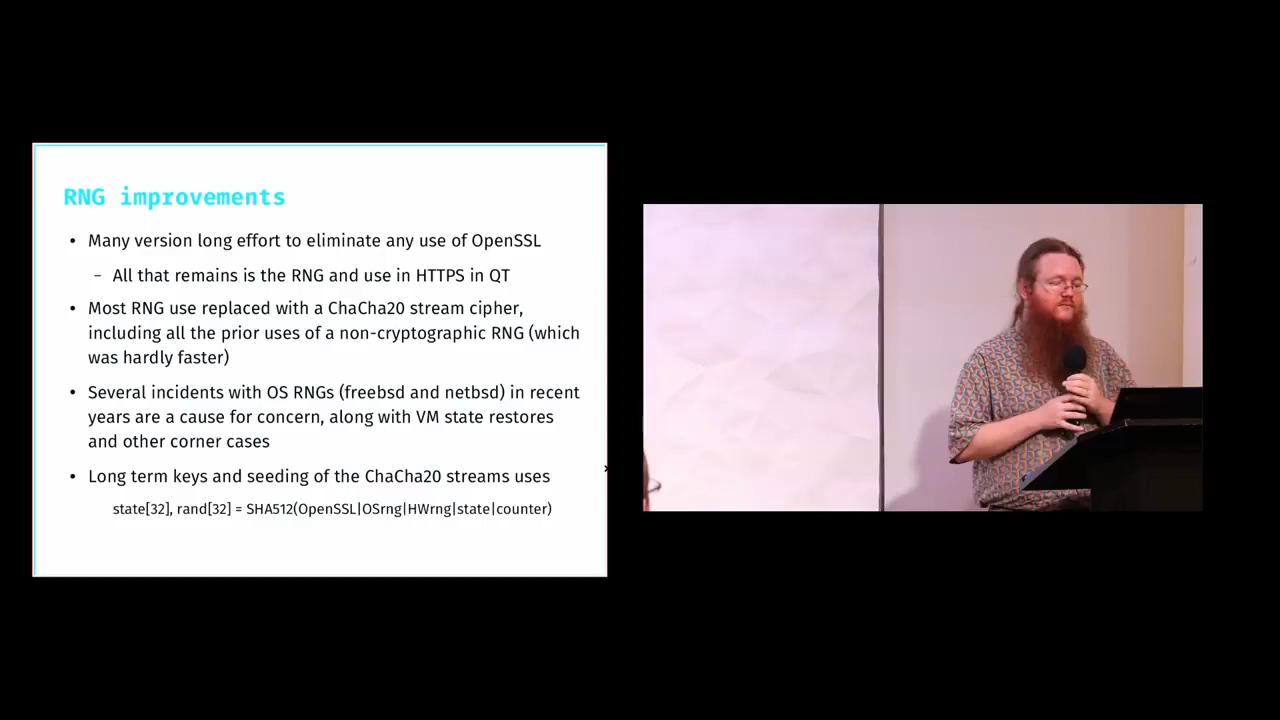 RNG improvements
• Many version long effort to eliminate any use of OpenSSL
– All that remains is the RNG and use in HTTPS in QT
• Most RNG use replaced with a ChaCha20 stream cipher,
including all the prior uses of a non-cryptographic RNG (which
was hardly faster)
• Several incidents with OS RNGs (freebsd and netbsd) in recent
years are a cause for concern, along with VM state restores
and other corner cases
• Long term keys and seeding of the ChaCha20 streams uses
state[32], rand[32] = SHA512(OpenSSL|OSrng|HWrng|state|counter)